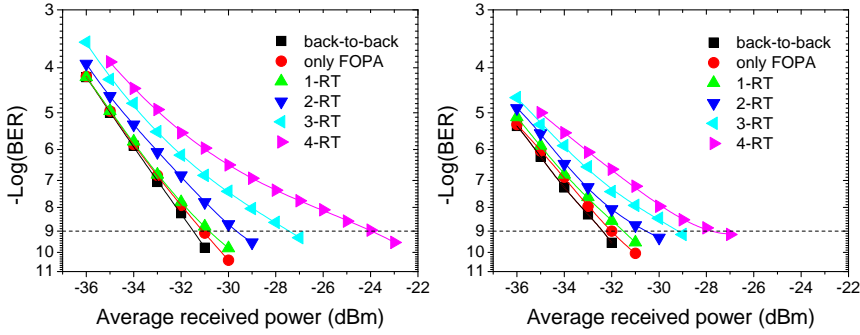 3
4
5
6
7
8
9
10
11
-Log(BER)
back-to-back
only FOPA
1-RT
2-RT
3-RT
4-RT
-36 -34 -32 -30 -28 -26 -24 -22
Average received power (dBm)
3
4
5
6
7
8
9
10
11
-Log(BER)
back-to-back
only FOPA
1-RT
2-RT
3-RT
4-RT
-36 -34 -32 -30 -28 -26 -24 -22
Average received power (dBm)